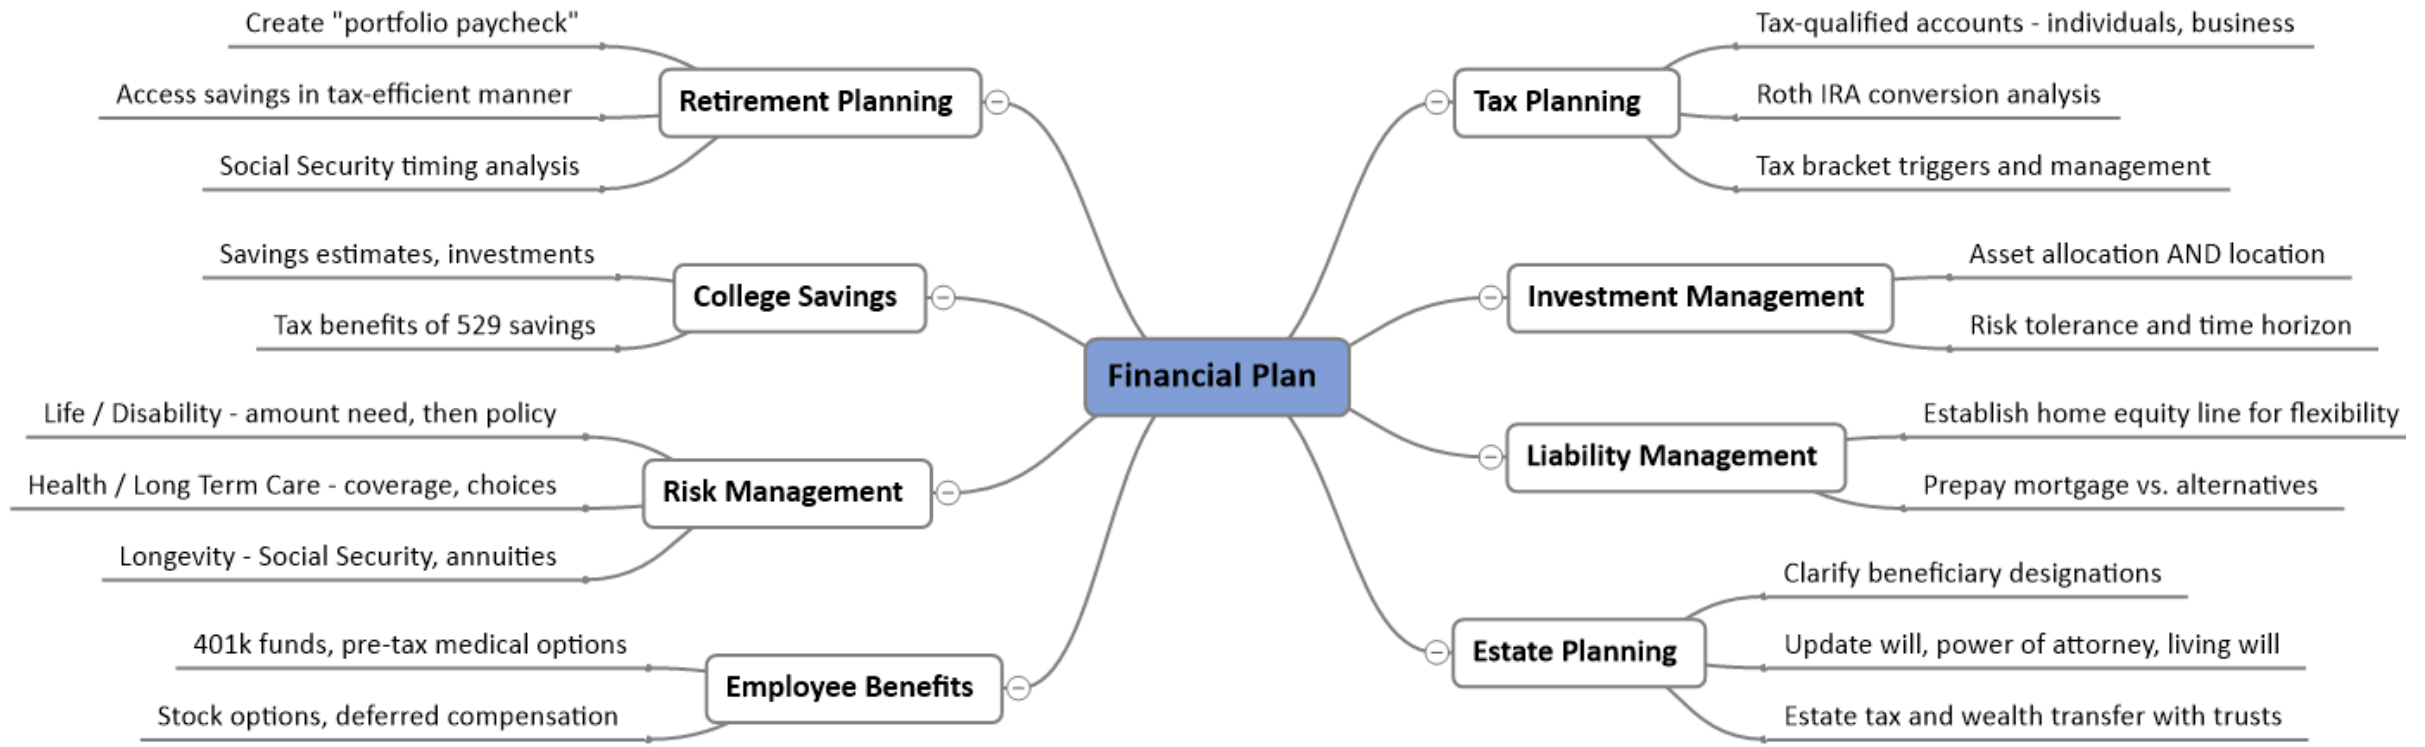 Create "portfolio paycheck"
Access savings in tax-efficient manner
Social Security timing analysis
Retirement Planning
Savings estimates, investments
Tax benefits of 529 savings
College Savings
Life / Disability - amount need, then policy
Health / Long Term Care - coverage, choices
Longevity - Social Security, annuities
Risk Management
401k funds, pre-tax medical options
Stock options, deferred compensation
Employee Benefits
Financial Plan
Tax Planning
Tax-qualified accounts - individuals, business
Roth IRA conversion analysis
Tax bracket triggers and management
Investment Management
Asset allocation AND location
Risk tolerance and time horizon
Liability Management
Establish home equity line for flexibility
Prepay mortgage vs. alternatives
Estate Planning
Clarify beneficiary designations
Update will, power of attorney, living will
Estate tax and wealth transfer with trusts